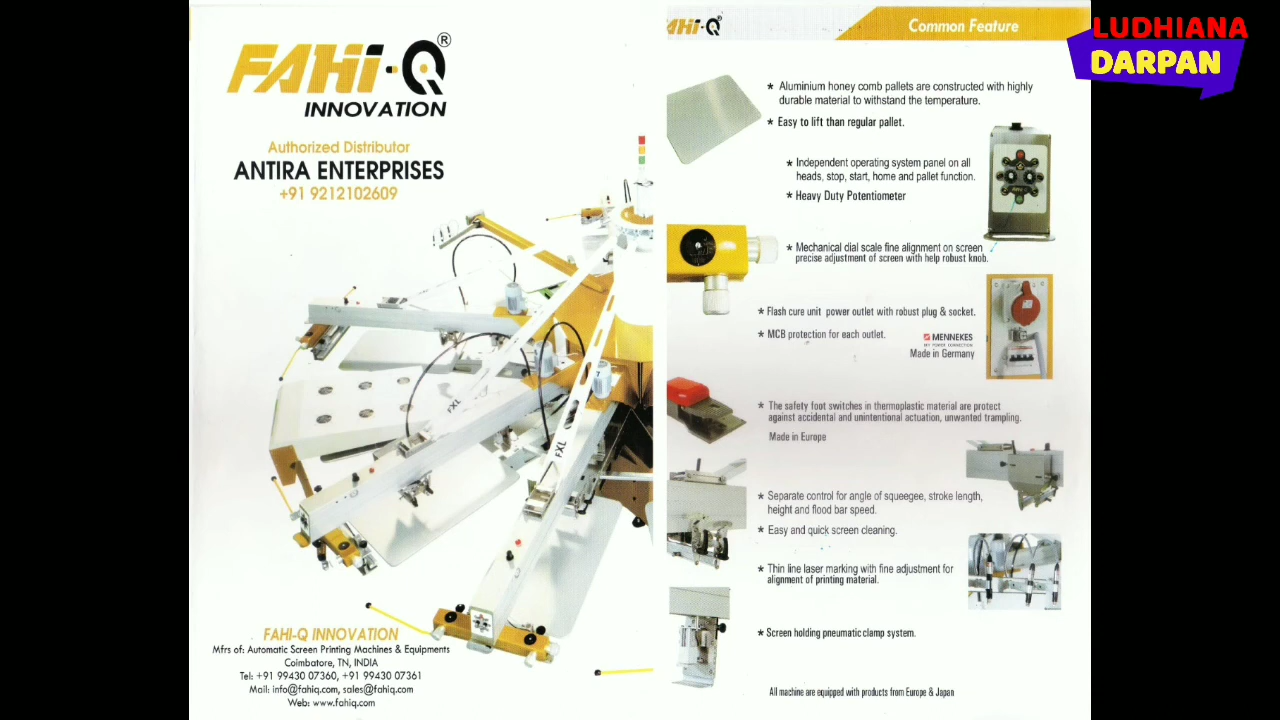 FAHI-Q®
INNOVATION
Authorized Distributor
ANTIRA ENTERPRISES
+91 9212102609
FXL
FXL
FAHI-Q INNOVATION
Mfrs of: Automatic Screen Printing Machines & Equipments
Coimbatore, TN, INDIA
Tel: +91 99430 07360, +91 99430 07361
Mail: info@fahiq.com, sales@fahiq.com
Web: www.fahiq.com
FAHI-Q®
Common Feature
LUDHIANA
DARPAN
* Aluminium honey comb pallets are constructed with highly
durable material to withstand the temperature.
* Easy to lift than regular pallet.
* Independent operating system panel on all
heads, stop, start, home and pallet function.
* Heavy Duty Potentiometer
* Mechanical dial scale fine alignment on screen
precise adjustment of screen with help robust knob.
* Flash cure unit power outlet with robust plug & socket.
* MCB protection for each outlet.
MENNEKES
MY POWER CONNECTION
Made in Germany
* The safety foot switches in thermoplastic material are protect
against accidental and unintentional actuation, unwanted trampling.
Made in Europe
* Separate control for angle of squeegee, stroke length,
height and flood bar speed.
* Easy and quick screen cleaning.
* Thin line laser marking with fine adjustment for
alignment of printing material.
* Screen holding pneumatic clamp system.
All machine are equipped with products from Europe & Japan